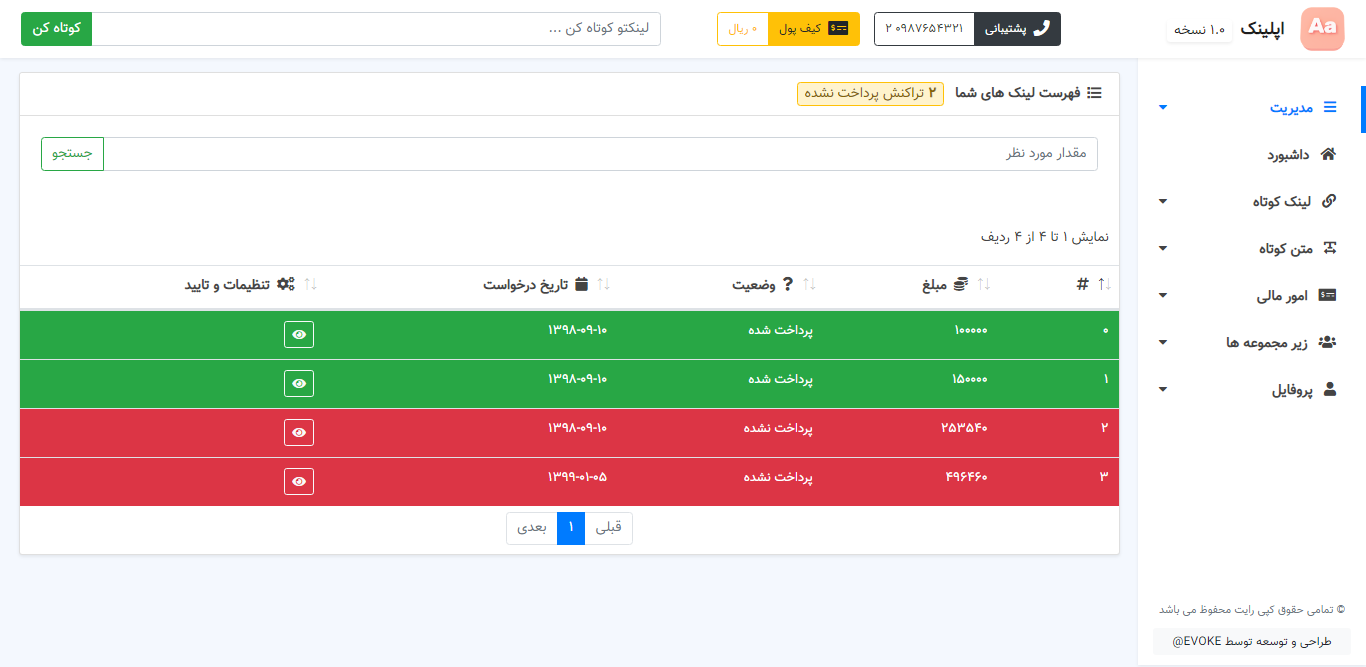 Aa
اپلینک
۱.۰ نسخه
پشتیبانی
۰۹۸۷۶۵۴۳۲۱ ۲
کیف پول
۰ ریال
لینکتو کوتاه کن ...
کوتاه کن
مدیریت
داشبورد
لینک کوتاه
متن کوتاه
امور مالی
زیر مجموعه ها
پروفایل
© تمامی حقوق کپی رایت محفوظ می باشد
طراحی و توسعه توسط EVOKE@
فهرست لینک های شما
۲ تراکنش پرداخت نشده
مقدار مورد نظر
جستجو
نمایش ۱ تا ۴ از ۴ ردیف
# مبلغ ? وضعیت تاریخ درخواست تنظیمات و تایید
۰ ۱۰۰۰۰۰ پرداخت شده ۱۳۹۸-۰۹-۱۰
۱ ۱۵۰۰۰۰ پرداخت شده ۱۳۹۸-۰۹-۱۰
۲ ۲۵۳۵۴۰ پرداخت نشده ۱۳۹۸-۰۹-۱۰
۳ ۴۹۶۴۶۰ پرداخت نشده ۱۳۹۹-۰۱-۰۵
قبلی ۱ بعدی